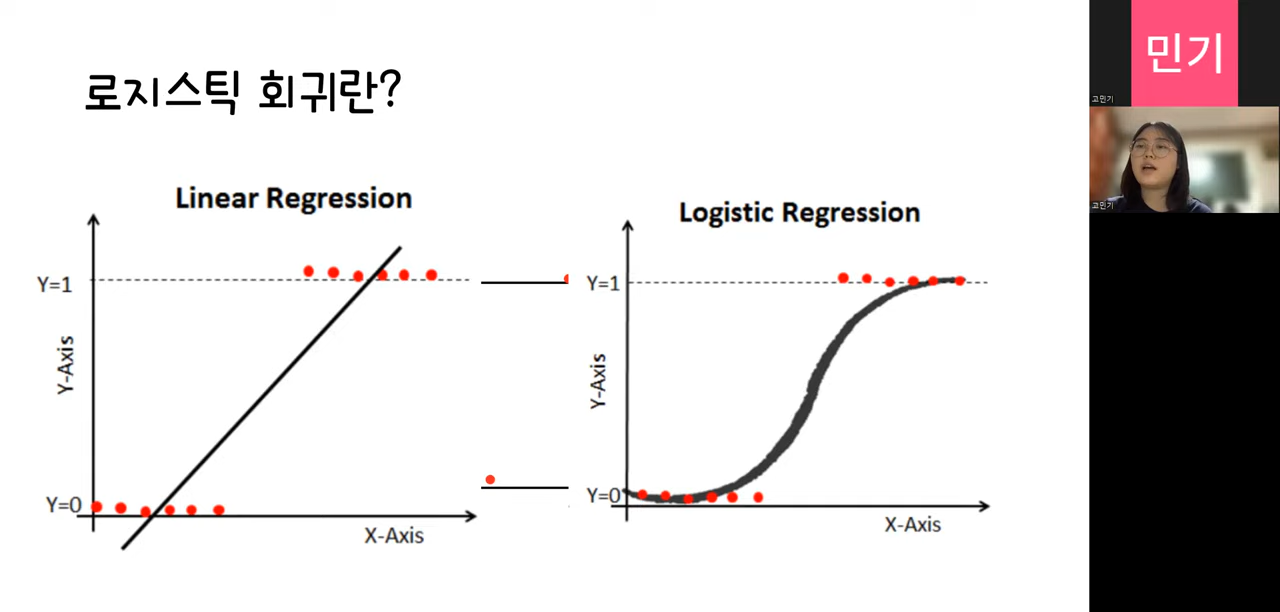 로지스틱 회귀란?
Linear Regression
Y=1
Y-Axis
Y=0
X-Axis
Logistic Regression
Y=1
Y-Axis
Y=0
X-Axis
민기
고민기
고민기